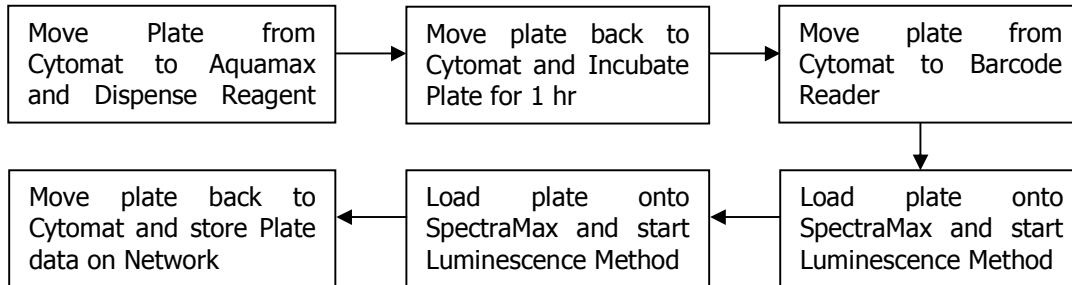 Move Plate from
Cytomat to Aquamax
and Dispense Reagent
Move plate back to
Cytomat and Incubate
Plate for 1 hr
Move plate from
Cytomat to Barcode
Reader
Load plate onto
SpectraMax and start
Luminescence Method
Load plate onto
SpectraMax and start
Luminescence Method
Move plate back to
Cytomat and store Plate
data on Network